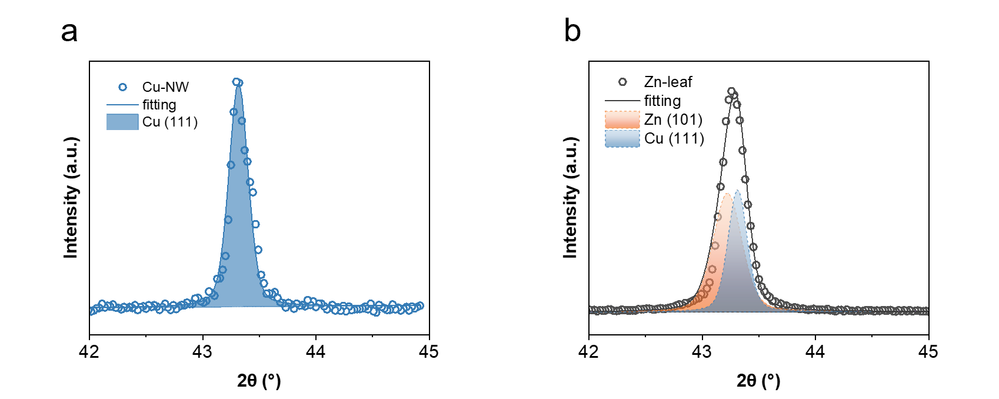 a
Cu-NW
fitting
Cu (111)
Intensity (a.u.)
42
43
44
45
2θ (°)
b
Zn-leaf
fitting
Zn (101)
Cu (111)
Intensity (a.u.)
42
43
44
45
2θ (°)